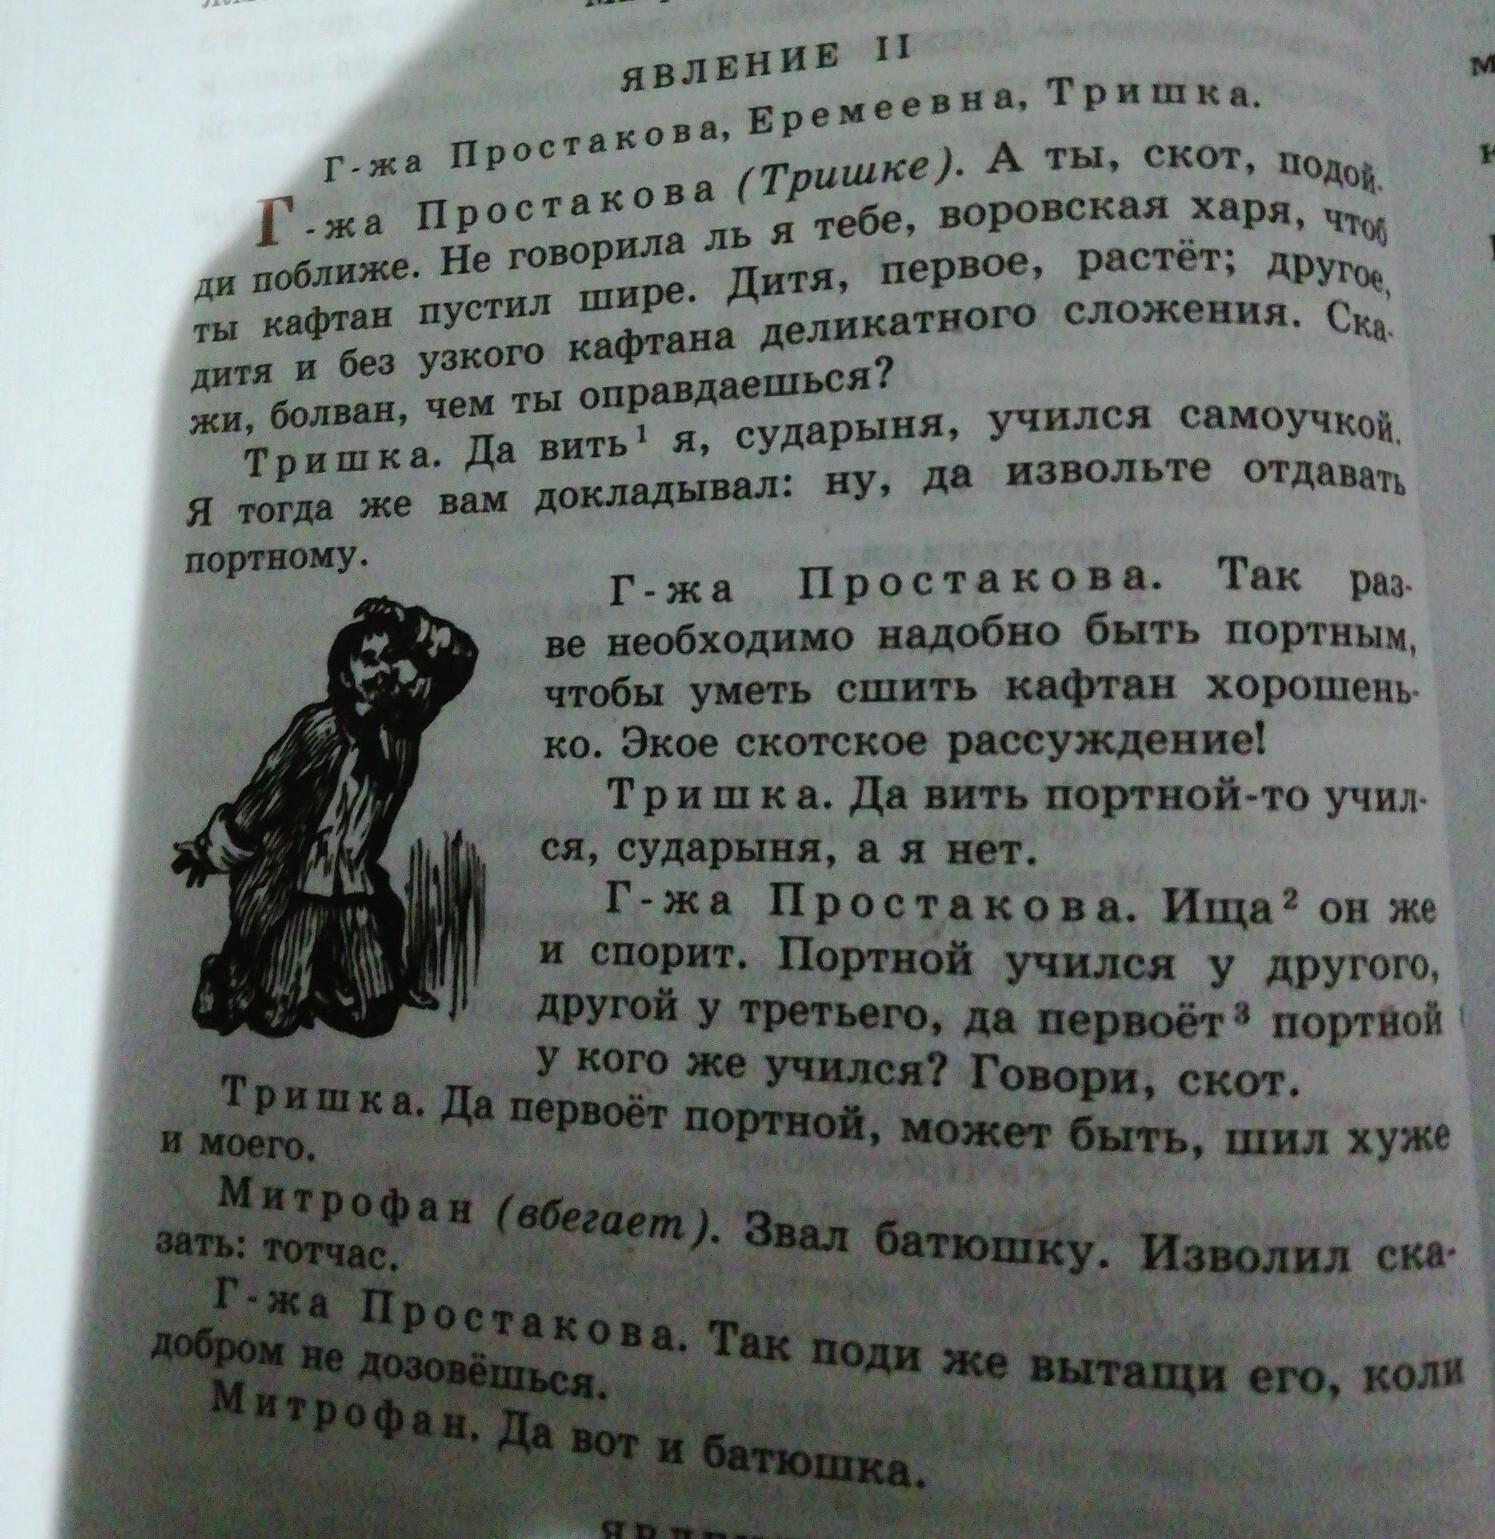 ЯВЛЕНИЕ II
Г-жа Простакова, Еремеевна, Тришка.
Г-жа Простакова (Тришке). А ты, скот, подой-
ди поближе. Не говорила ль я тебе, воровская харя, чтоб
ты кафтан пустил шире. Дитя, первое, растёт; другое,
дитя и без узкого кафтана деликатного сложения. Ска-
жи, болван, чем ты оправдаешься?
Тришка. Да вить¹ я, сударыня, учился самоучкой.
Я тогда же вам докладывал: ну, да извольте отдавать
портному.
Г-жа Простакова. Так раз-
ве необходимо надобно быть портным,
чтобы уметь сшить кафтан хорошень-
ко. Экое скотское рассуждение!
Тришка. Да вить портной-то учил-
ся, сударыня, а я нет.
Г-жа Простакова. Ища² он же
и спорит. Портной учился у другого,
другой у третьего, да первоёт³ портной
у кого же учился? Говори, скот.
Тришка. Да первоёт портной, может быть, шил хуже
и моего.
Митрофан (вбегает). Звал батюшку. Изволил ска-
зать: тотчас.
Г-жа Простакова. Так поди же вытащи его, коли
добром не дозовёшься.
Митрофан. Да вот и батюшка.